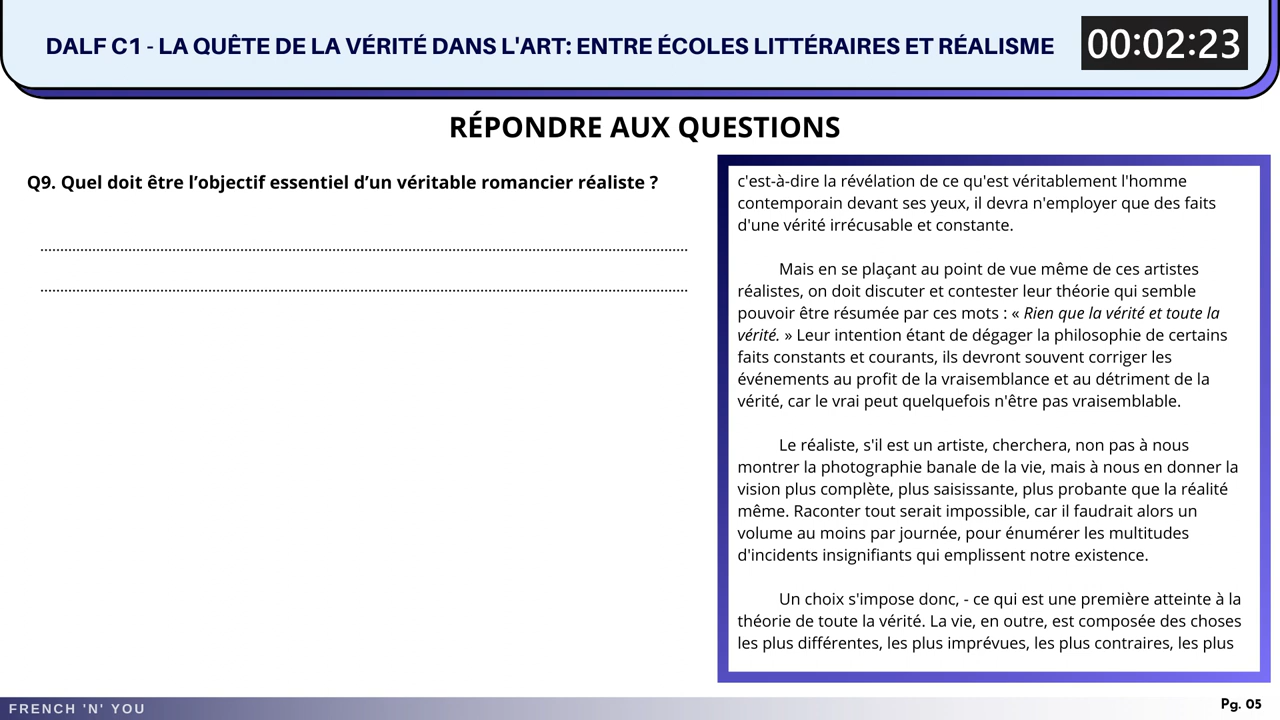 DALF C1 - LA QUÊTE DE LA VÉRITÉ DANS L'ART: ENTRE ÉCOLES LITTÉRAIRES ET RÉALISME
00:02:23
RÉPONDRE AUX QUESTIONS
Q9. Quel doit être l’objectif essentiel d’un véritable romancier réaliste ?
c'est-à-dire la révélation de ce qu'est véritablement l'homme
contemporain devant ses yeux, il devra n'employer que des faits
d'une vérité irrécusable et constante.
Mais en se plaçant au point de vue même de ces artistes
réalistes, on doit discuter et contester leur théorie qui semble
pouvoir être résumée par ces mots : « Rien que la vérité et toute la
vérité. » Leur intention étant de dégager la philosophie de certains
faits constants et courants, ils devront souvent corriger les
événements au profit de la vraisemblance et au détriment de la
vérité, car le vrai peut quelquefois n'être pas vraisemblable.
Le réaliste, s'il est un artiste, cherchera, non pas à nous
montrer la photographie banale de la vie, mais à nous en donner la
vision plus complète, plus saisissante, plus probante que la réalité
même. Raconter tout serait impossible, car il faudrait alors un
volume au moins par journée, pour énumérer les multitudes
d'incidents insignifiants qui emplissent notre existence.
Un choix s'impose donc, - ce qui est une première atteinte à la
théorie de toute la vérité. La vie, en outre, est composée des choses
les plus différentes, les plus imprévues, les plus contraires, les plus
FRENCH 'N' YOU
Pg. 05